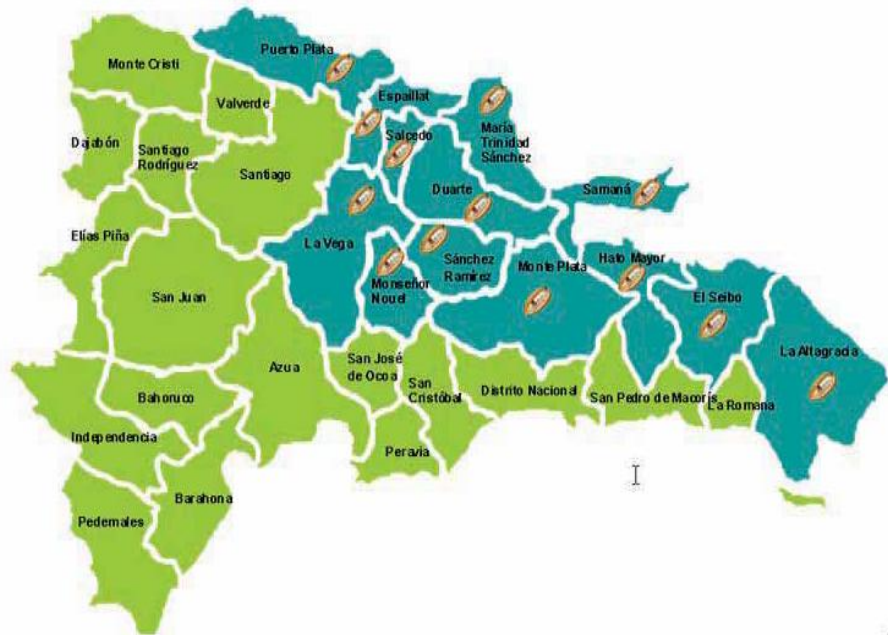 Puerto Plata
Monte Cristi
Espaillat
Valverde
Dajabón
Santiago
Rodríguez
Salcedo
María
Trinidad
Sánchez
Santiago
Duarte
Samaná
Elías Piña
La Vega
Sánchez
Ramírez
Monte Plata
Hato Mayor
Monseñor
Nouel
San Juan
El Seibo
La Altagracia
Azua
San José
de Ocoa
San
Cristóbal
Distrito Nacional
San Pedro de Macorís
La Romana
Bahoruco
Independencia
Peravia
Barahona
Pedernales